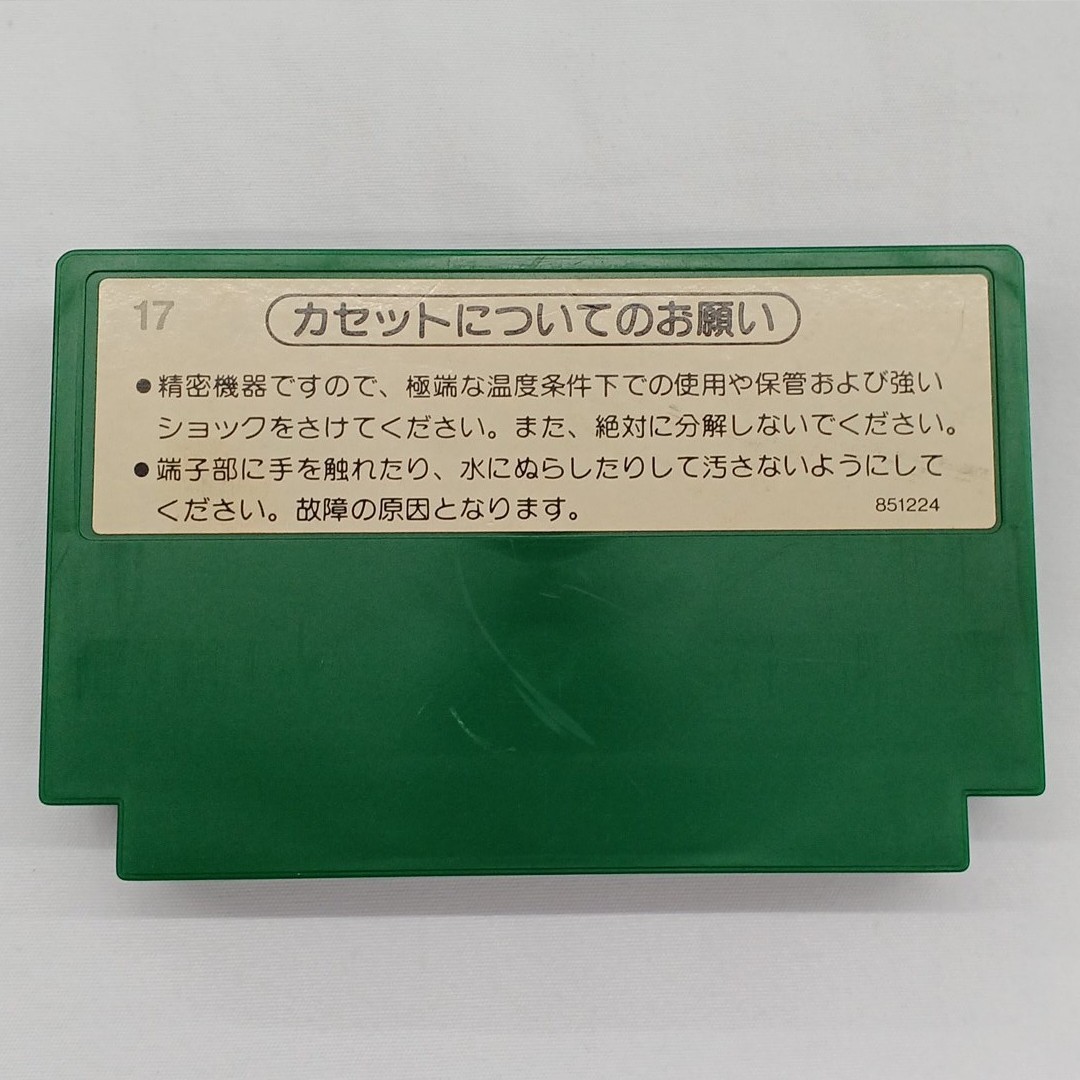 17
カセットについてのお願い
●精密機器ですので、極端な温度条件下での使用や保管および強い
ショックをさけてください。また、絶対に分解しないでください。
●端子部に手を触れたり、水にぬらしたりして汚さないようにして
ください。故障の原因となります。
851224